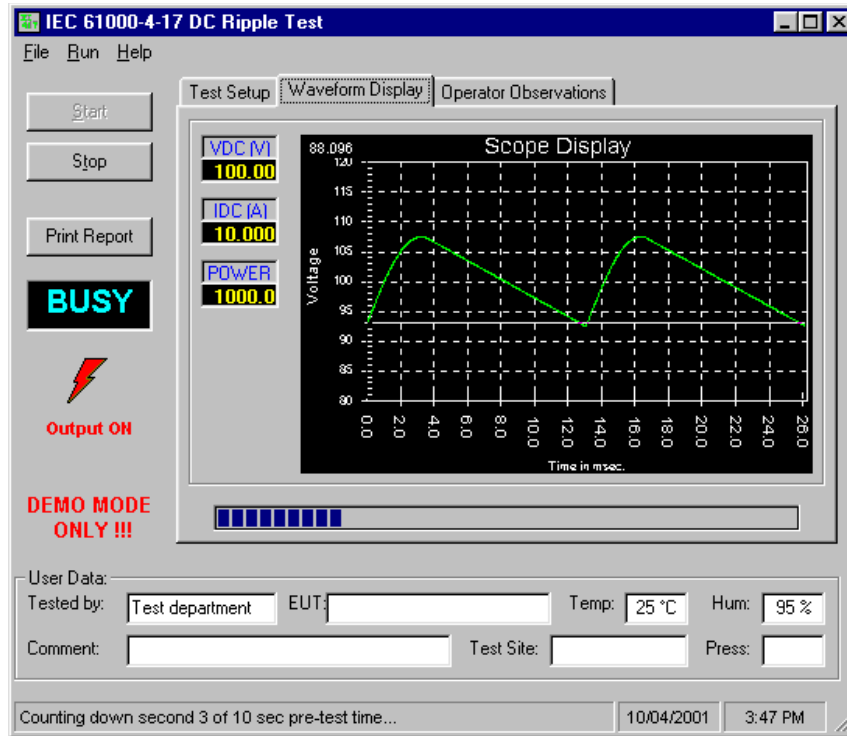 IEC 61000-4-17 DC Ripple Test
File Run Help
Start
Stop
Print Report
BUSY
Output ON
DEMO MODE
ONLY !!!
Test Setup Waveform Display Operator Observations
VDC (V)
100.00
IDC (A)
10.000
POWER
1000.0
88.096 Scope Display
120
115
110
105
100
95
90
85
80
Voltage
0.0 2.0 4.0 6.0 8.0 10.0 12.0 14.0 16.0 18.0 20.0 22.0 24.0 26.0
Time in msec.
User Data:
Tested by: Test department EUT: Temp: 25 °C Hum: 95 %
Comment: Test Site: Press:
Counting down second 3 of 10 sec pre-test time... 10/04/2001 3:47 PM